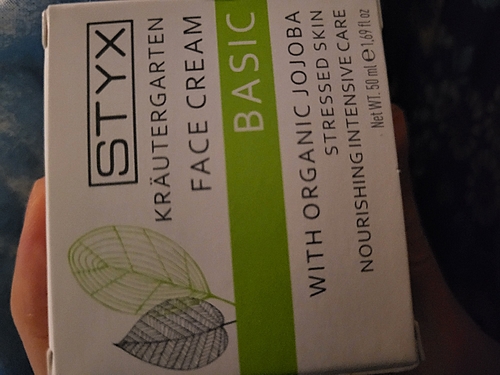 STYX
KRÄUTERGARTEN
FACE CREAM
BASIC
WITH ORGANIC JOJOBA
STRESSED SKIN
NOURISHING INTENSIVE CARE
Net WT. 50 ml ℮ 1,69 fl oz